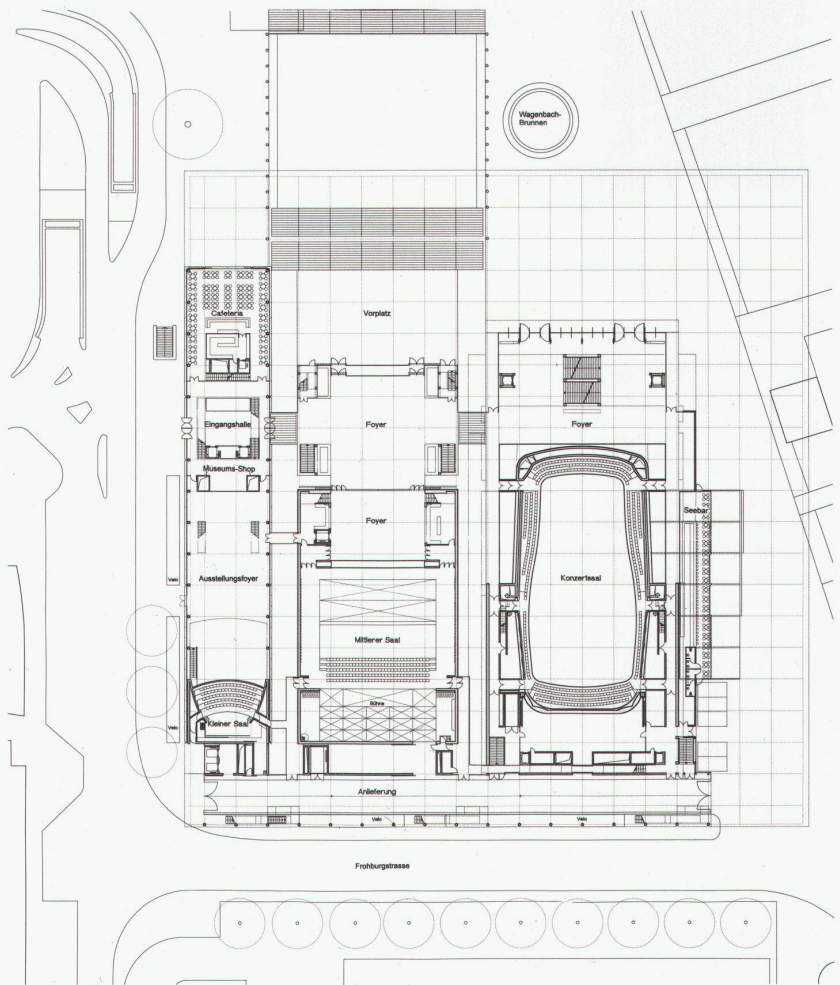 Wagenbach-
Brunnen
Cafeteria
Vorplatz
Eingangshalle
Foyer
Foyer
Museums-Shop
Seebar
Foyer
Velo
Ausstellungsfoyer
Konzertsaal
Mittlerer Saal
Bühne
Kleiner Saal
Velo
Anlieferung
Velo
Velo
Frohburgstrasse